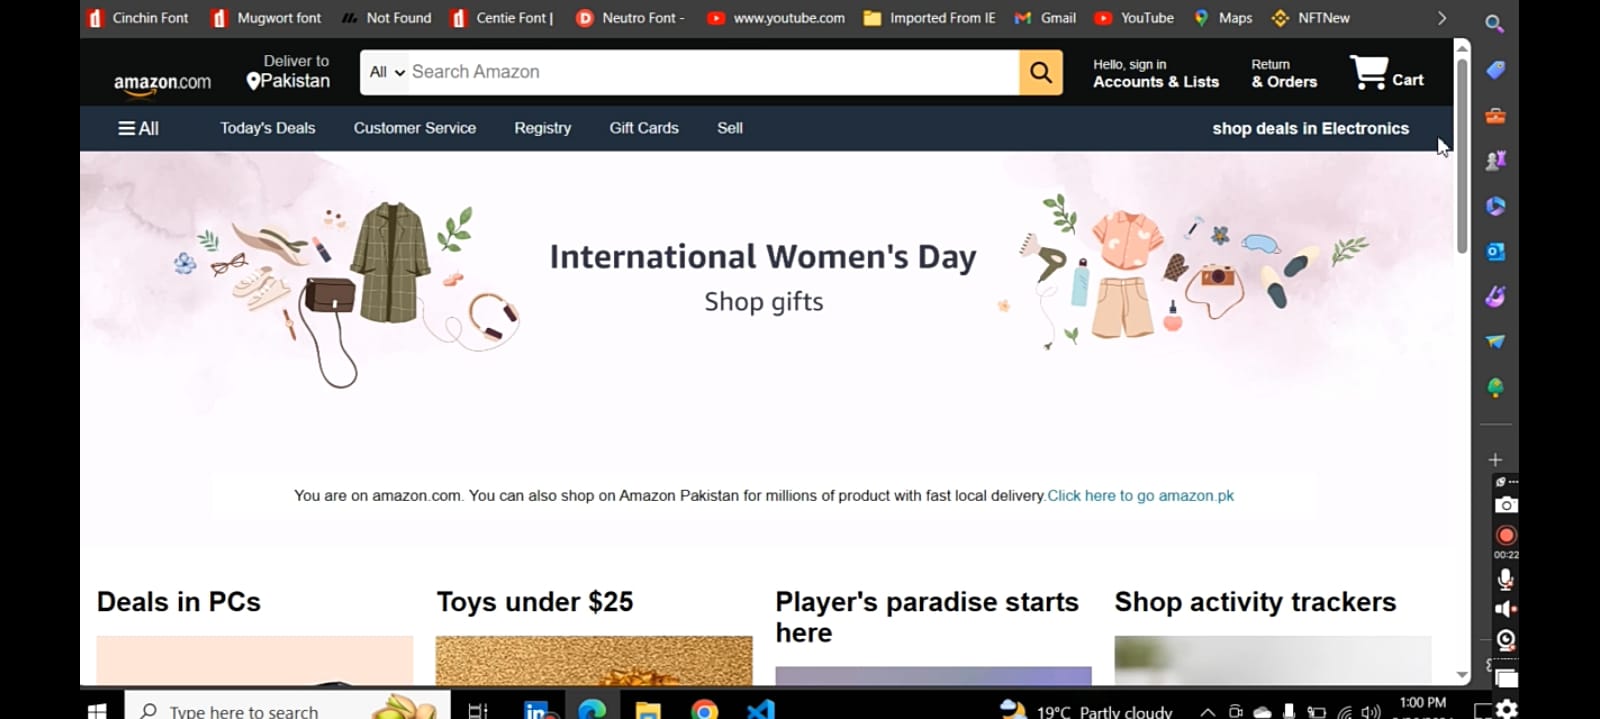 Cinchin Font Mugwort font Not Found Centie Font | Neutro Font - www.youtube.com Imported From IE Gmail YouTube Maps NFTNew
Deliver to
Pakistan
amazon.com
All Search Amazon
Hello, sign in
Accounts & Lists
Return
& Orders
Cart
All Today's Deals Customer Service Registry Gift Cards Sell shop deals in Electronics
International Women's Day
Shop gifts
You are on amazon.com. You can also shop on Amazon Pakistan for millions of product with fast local delivery.Click here to go amazon.pk
00:22
Deals in PCs
Toys under $25
Player's paradise starts
here
Shop activity trackers
Type here to search
19°C Partly cloudy
1:00 PM